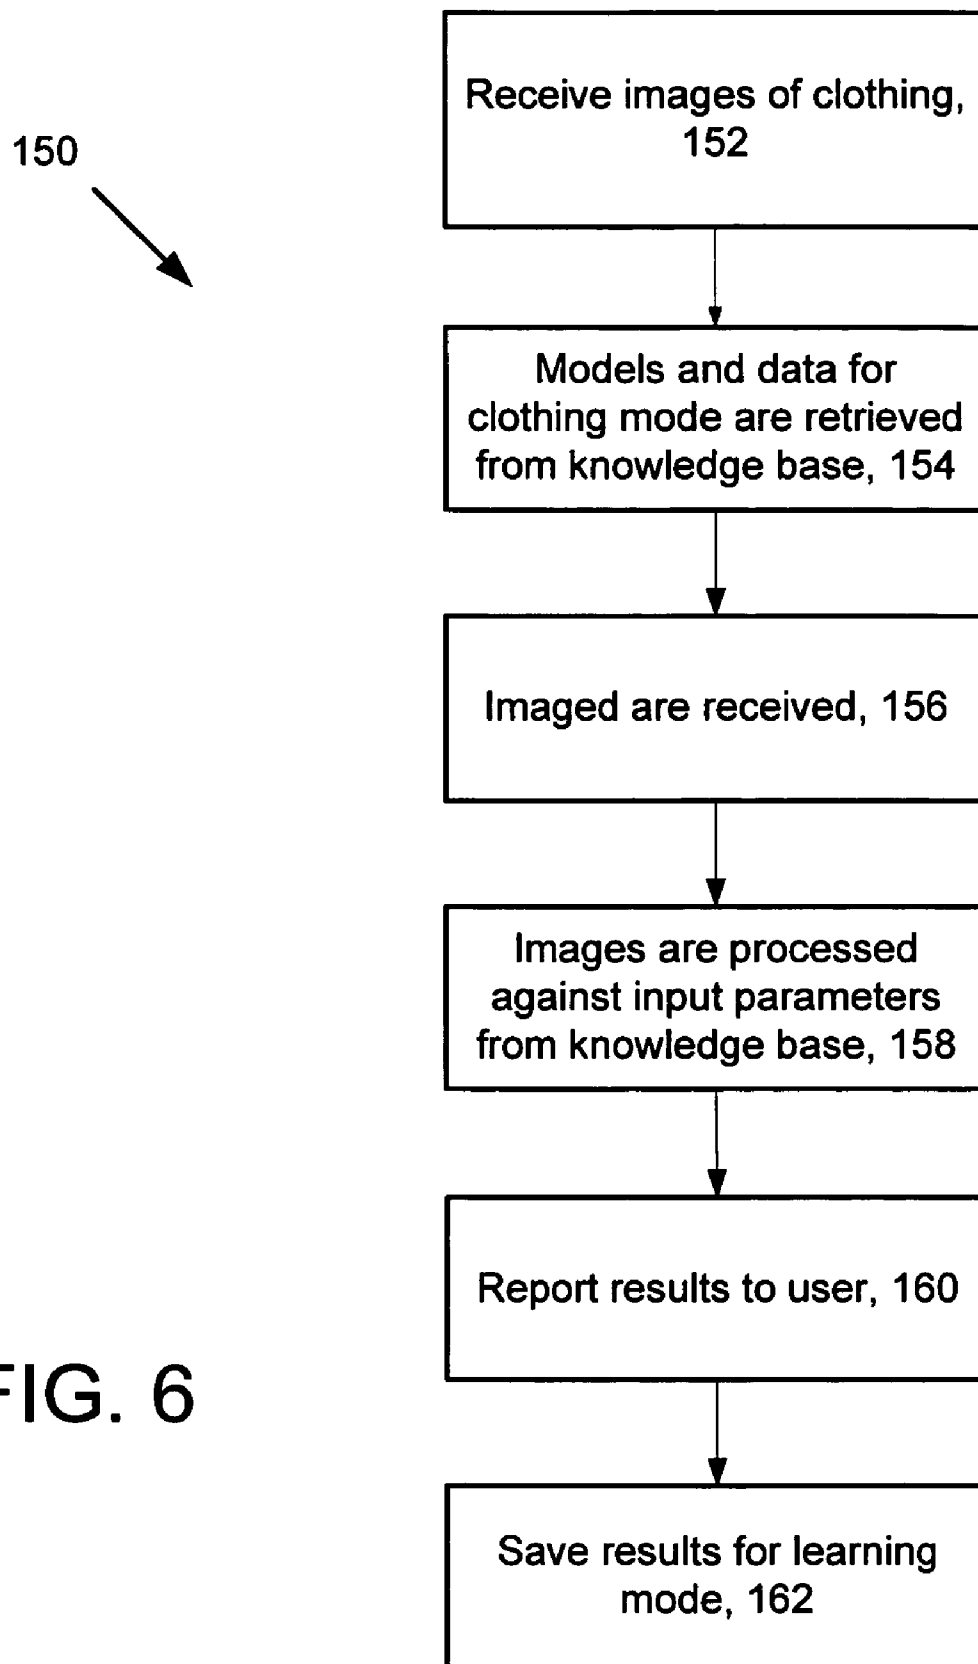 150
Receive images of clothing,
152
Models and data for
clothing mode are retrieved
from knowledge base, 154
Imaged are received, 156
Images are processed
against input parameters
from knowledge base, 158
Report results to user, 160
FIG. 6
Save results for learning
mode, 162